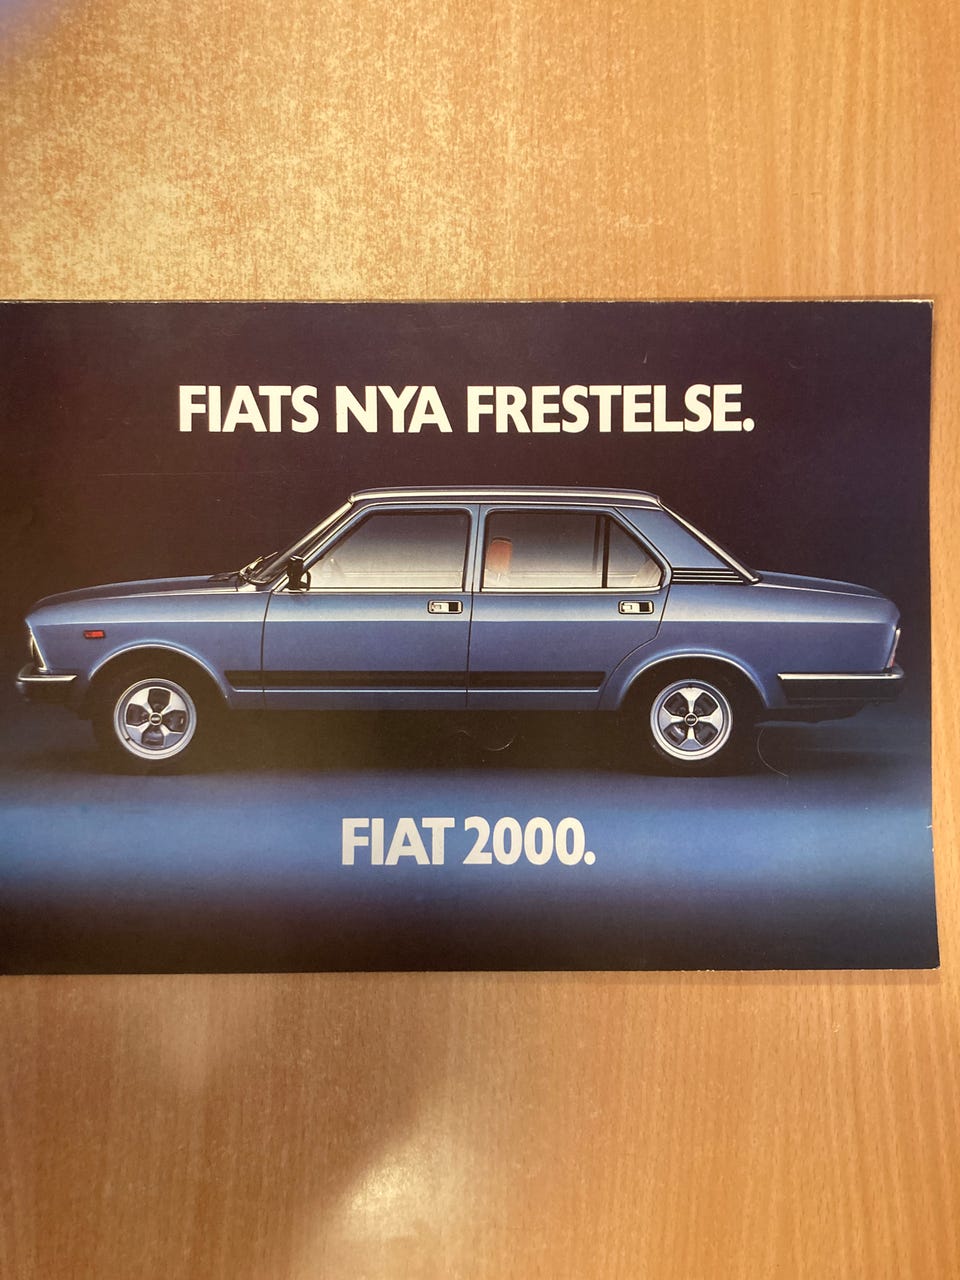 FIATS NYA FRESTELSE.
FIAT 2000.